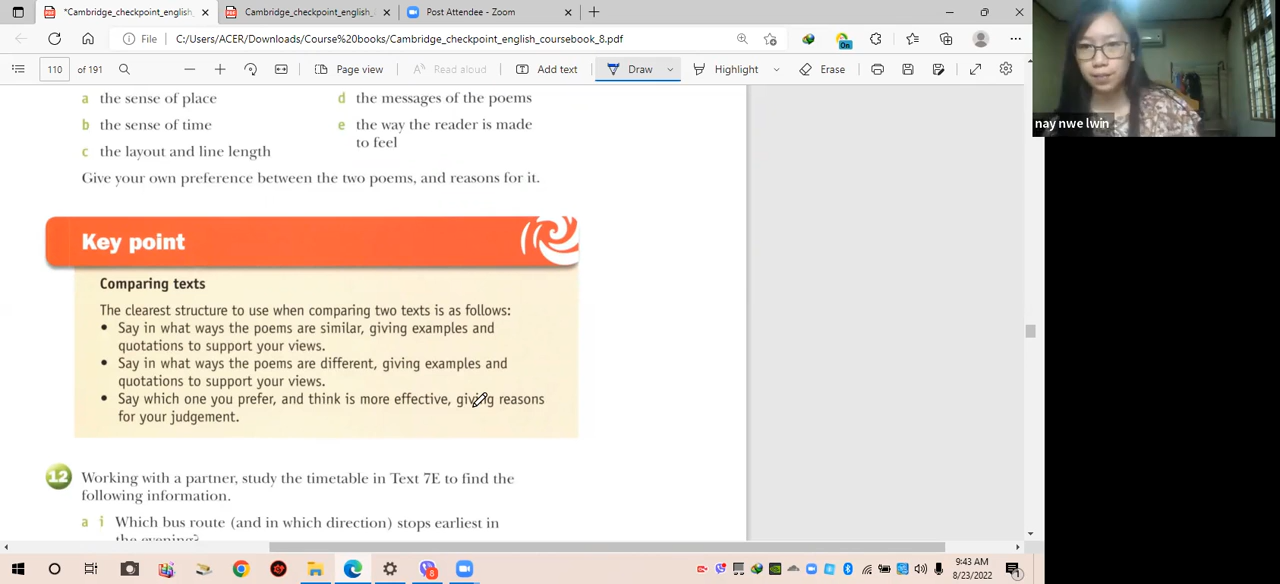 *Cambridge_checkpoint_english_
Cambridge_checkpoint_english_c
Post Attendee - Zoom
File
C:/Users/ACER/Downloads/Course%20books/Cambridge_checkpoint_english_coursebook_8.pdf
On
110 of 191
Page view
Read aloud
Add text
Draw
Highlight
Erase
nay nwe lwin
a the sense of place
b the sense of time
c the layout and line length
d the messages of the poems
e the way the reader is made
to feel
Give your own preference between the two poems, and reasons for it.
Key point
Comparing texts
The clearest structure to use when comparing two texts is as follows:
• Say in what ways the poems are similar, giving examples and
quotations to support your views.
• Say in what ways the poems are different, giving examples and
quotations to support your views.
• Say which one you prefer, and think is more effective, giving reasons
for your judgement.
12 Working with a partner, study the timetable in Text 7E to find the
following information.
a i Which bus route (and in which direction) stops earliest in
the evening?
8
9:43 AM
8/23/2022
1